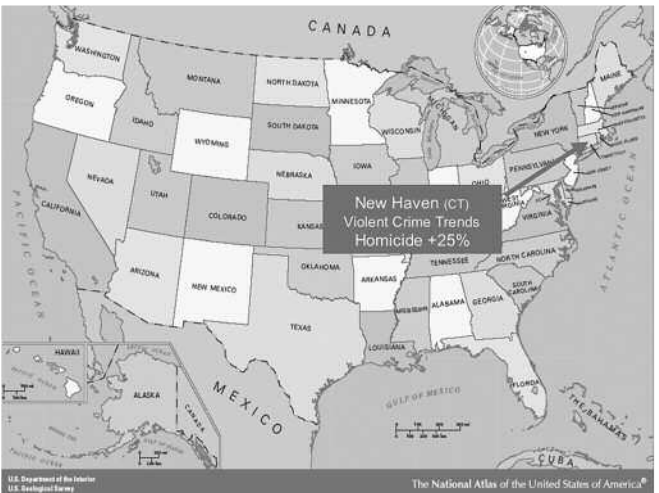 CANADA
WASHINGTON
MONTANA
NORTH DAKOTA
MINNESOTA
MAINE
OREGON
IDAHO
SOUTH DAKOTA
WISCONSIN
MICHIGAN
NEW YORK
WYOMING
IOWA
NEBRASKA
PENNSYLVANI
OHIO
NEVADA
UTAH
COLORADO
KANSAS
New Haven (CT)
Violent Crime Trends
Homicide +25%
WEST
VIRGINIA
CALIFORNIA
PACIFIC OCEAN
ATLANTIC OCEAN
ARIZONA
NEW MEXICO
OKLAHOMA
ARKANSAS
TENNESSEE
NORTH CAROLINA
SOUTH
CAROLINA
TEXAS
LOUISIANA
MISSISSIPPI
ALABAMA
GEORGIA
FLORIDA
HAWAII
ALASKA
CANADA
MEXICO
GULF OF MEXICO
THE BAHAMAS
CUBA
U.S. Department of the Interior
U.S. Geological Survey
The National Atlas of the United States of America®